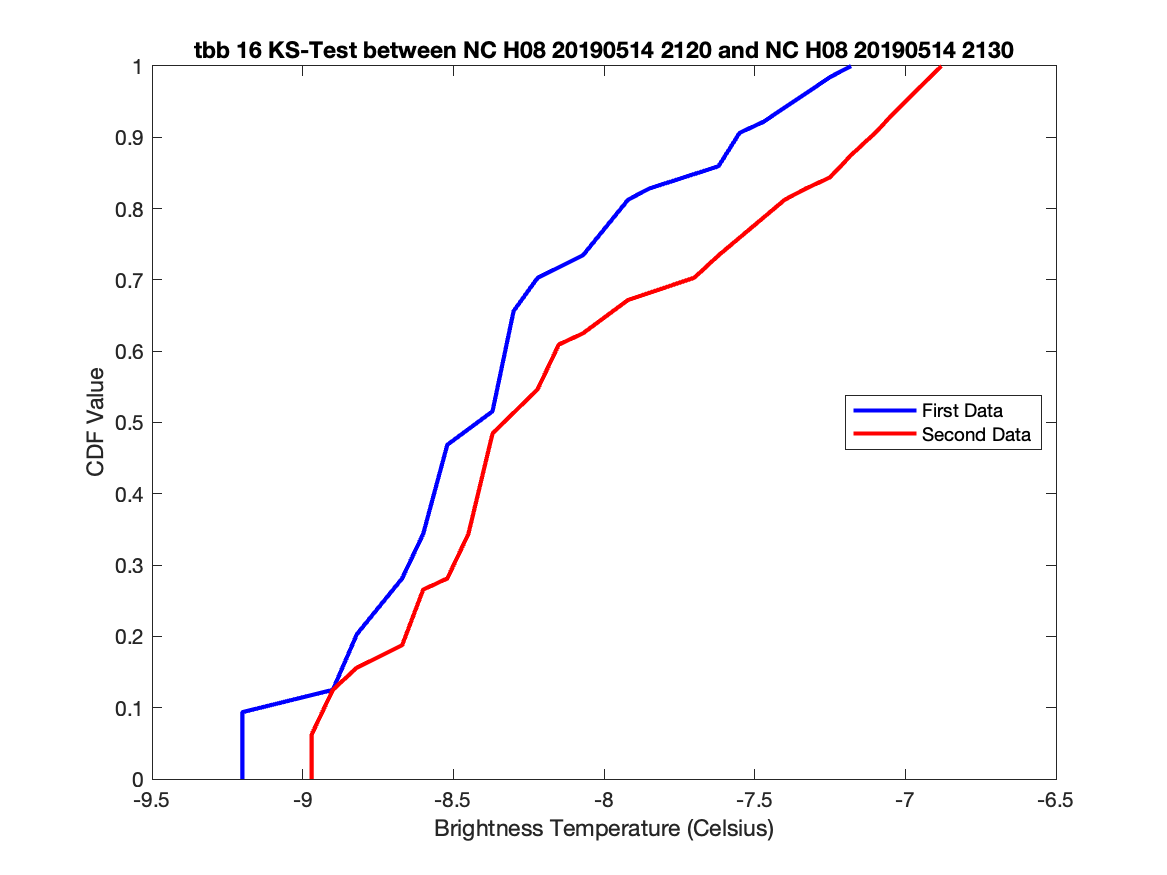 tbb 16 KS-Test between NC H08 20190514 2120 and NC H08 20190514 2130
1
0.9
0.8
0.7
0.6
0.5
0.4
0.3
0.2
0.1
0
CDF Value
First Data
Second Data
-9.5 -9 -8.5 -8 -7.5 -7 -6.5
Brightness Temperature (Celsius)